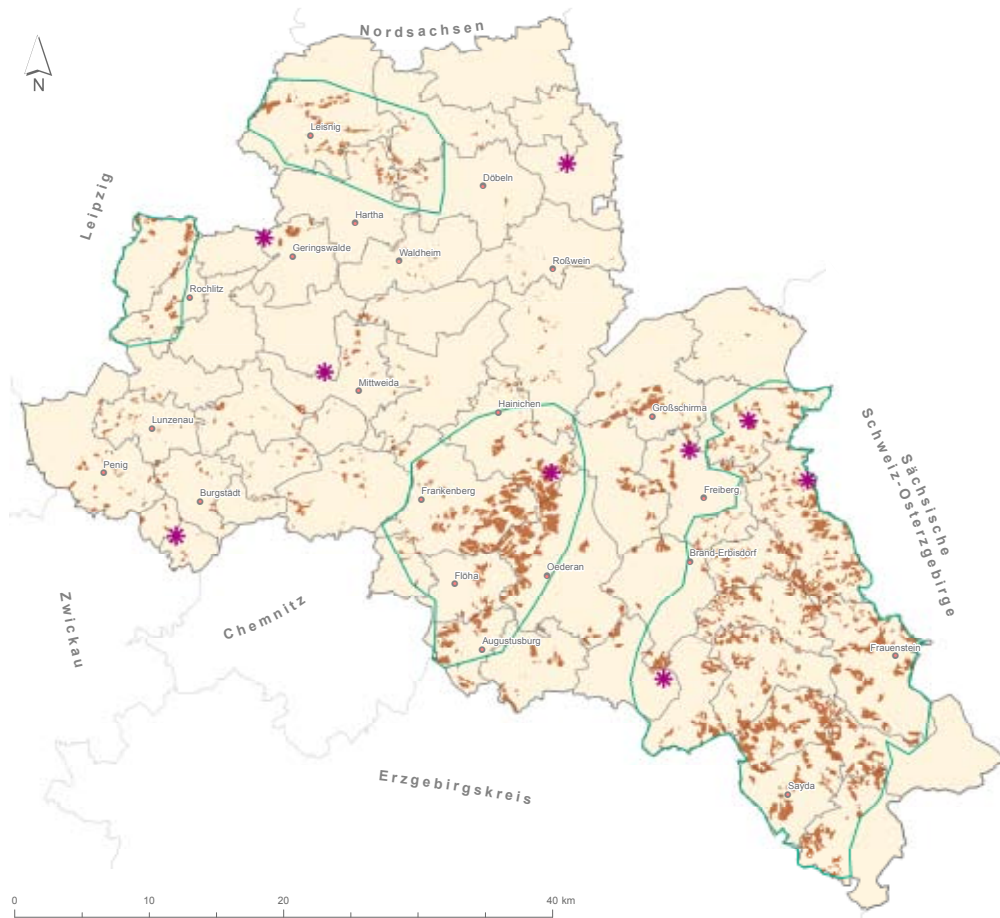 Nordsachsen
N
Leisnig
Leipzig
Döbeln
Hartha
Geringswalde
Waldheim
Roßwein
Rochlitz
Mittweida
Hainichen
Großschirma
Lunzenau
Penig
Burgstädt
Frankenberg
Freiberg
Sächsische
Schweiz-Osterzgebirge
Brand-Erbisdorf
Flöha
Oederan
Zwickau
Chemnitz
Augustusburg
Frauenstein
Erzgebirgskreis
Sayda
0 10 20 40 km